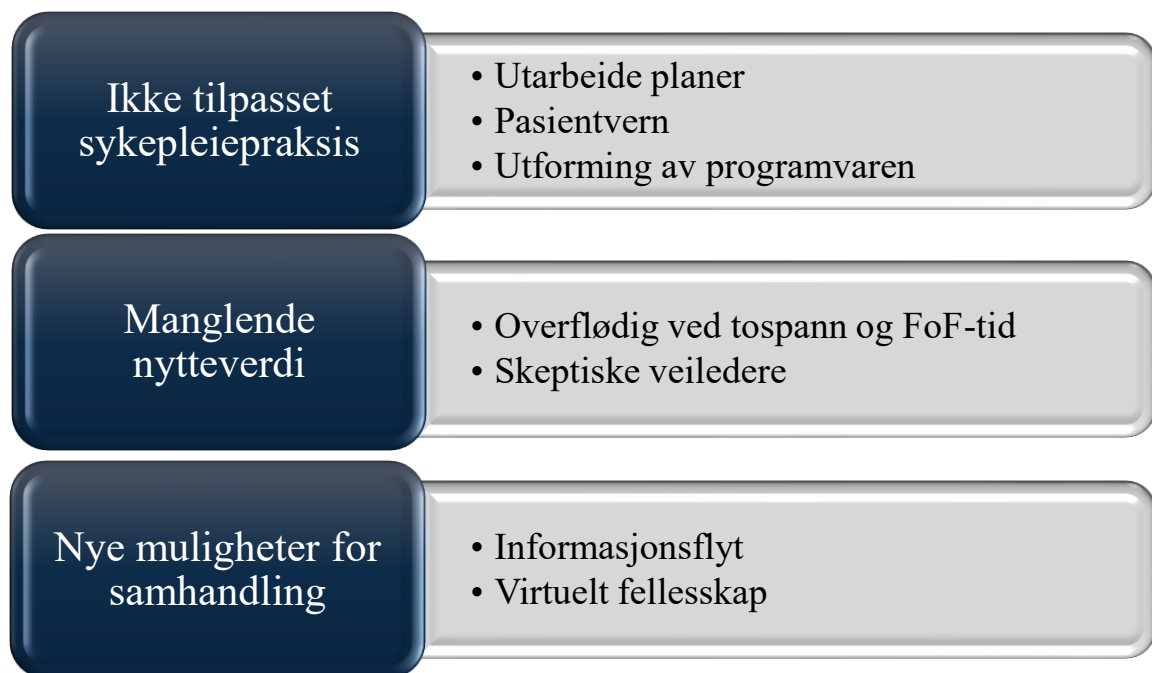 Ikke tilpasset
sykepleiepraksis
• Utarbeide planer
• Pasientvern
• Utforming av programvaren
Manglende
nytteverdi
• Overflødig ved tospann og FoF-tid
• Skeptiske veiledere
Nye muligheter for
samhandling
• Informasjonsflyt
• Virtuelt fellesskap